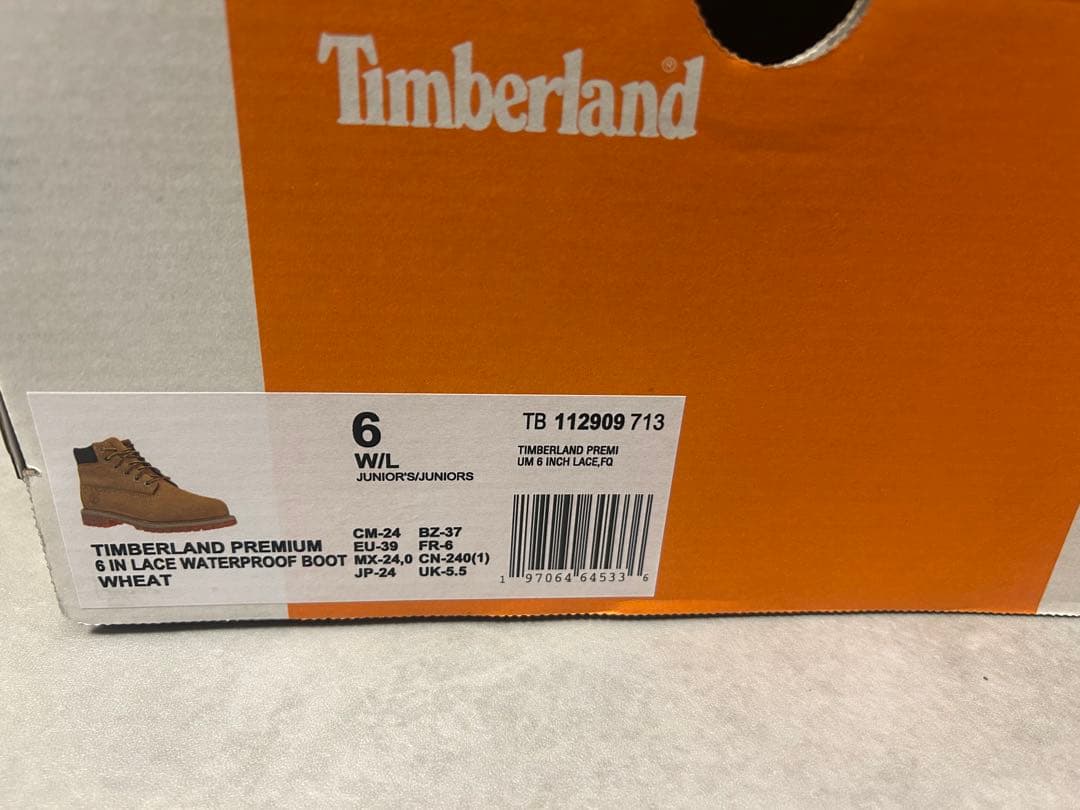 Timberland®
6
W/L
JUNIOR'S/JUNIORS
TB 112909 713
TIMBERLAND PREMI
UM 6 INCH LACE,FQ
TIMBERLAND PREMIUM
6 IN LACE WATERPROOF BOOT
WHEAT
CM-24 BZ-37
EU-39 FR-6
MX-24,0 CN-240(1)
JP-24 UK-5.5
1 97064 64533 6